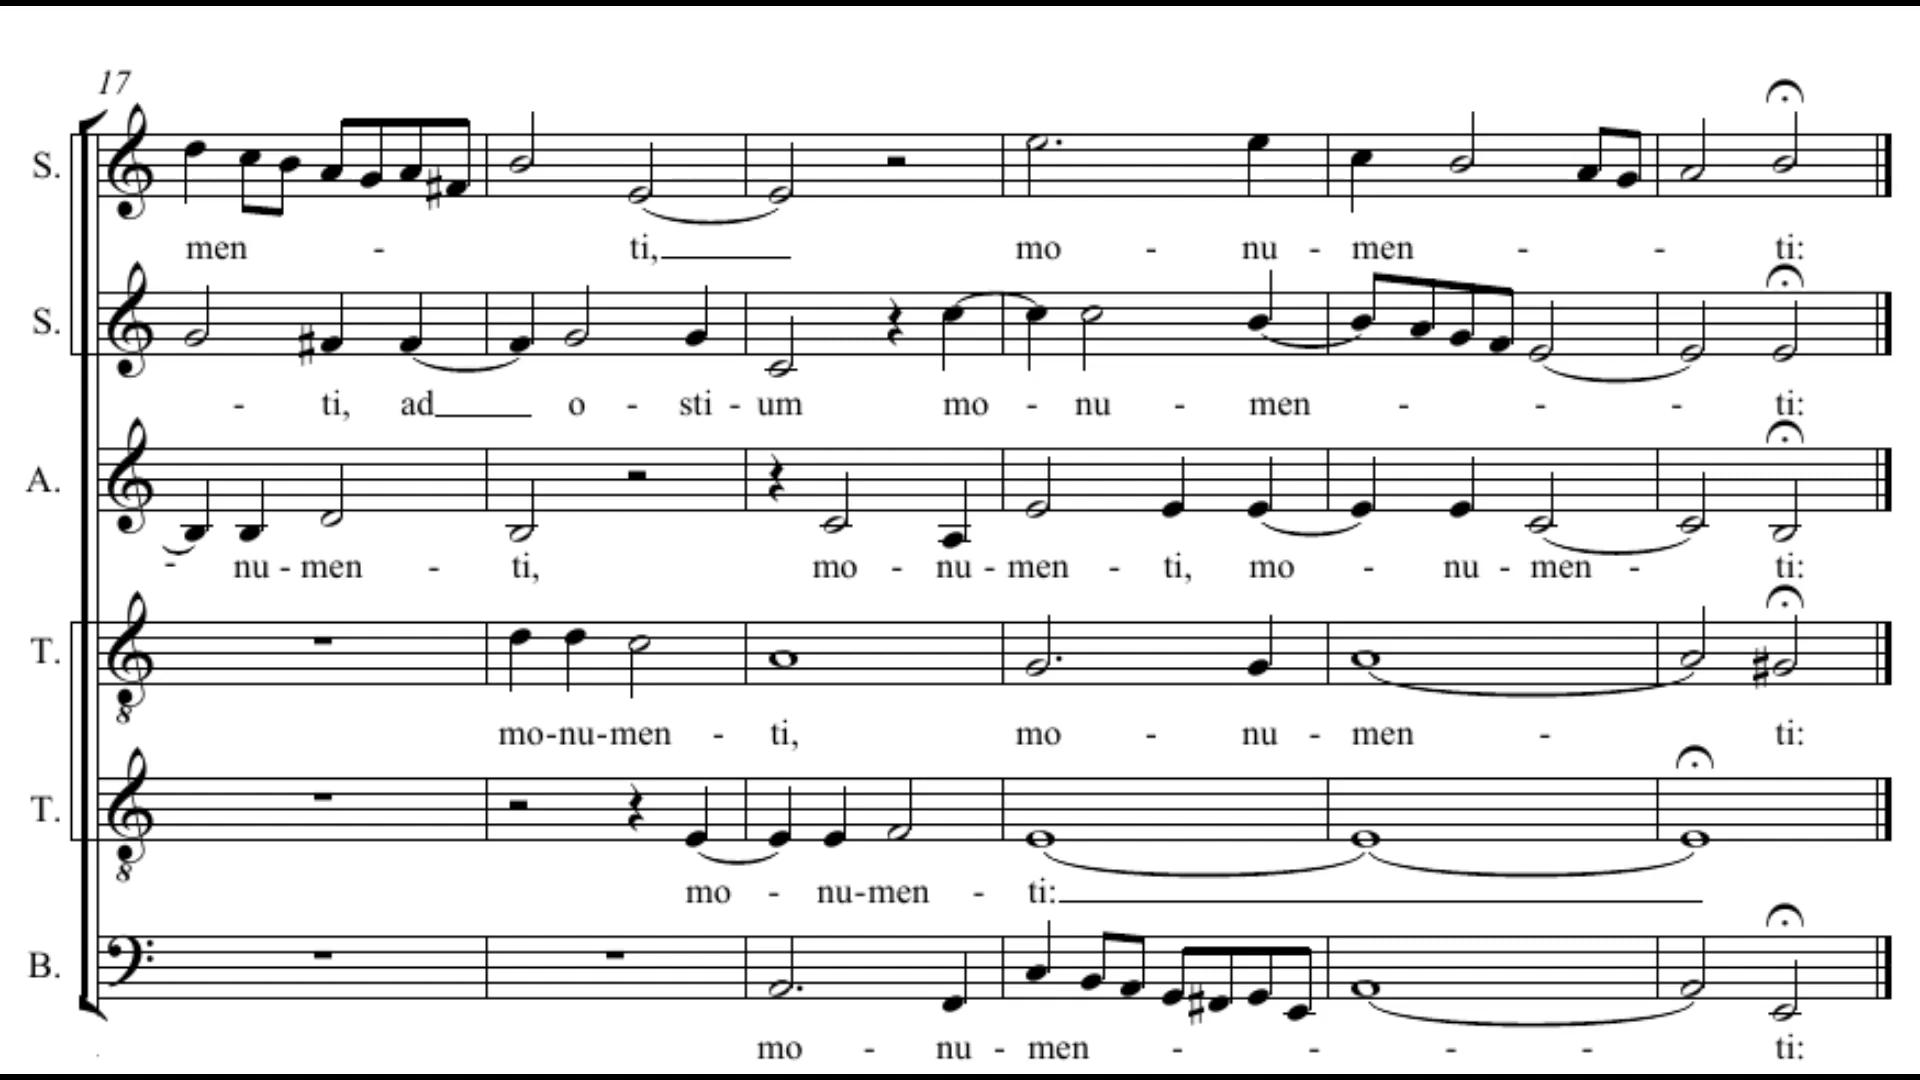 17
S.
men - ti, mo - nu - men - - ti:
S.
- ti, ad o - sti - um mo - nu - men - - - ti:
A.
- nu - men - ti, mo - nu - men - ti, mo - nu - men - ti:
T.
mo-nu-men - ti, mo - nu - men - ti:
8
T.
mo - nu-men - ti:
8
B.
mo - nu - men - - - - ti: